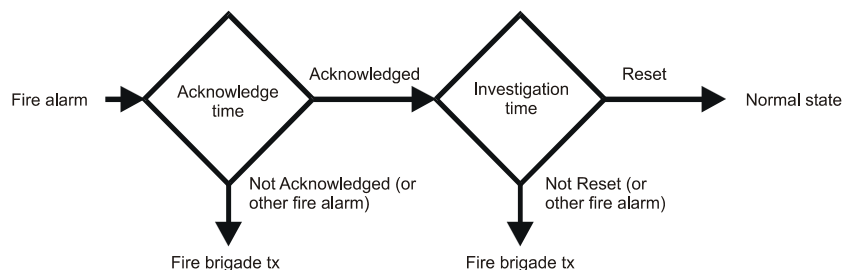 Fire alarm
Acknowledge
time
Acknowledged
Investigation
time
Reset
Normal state
Not Acknowledged (or
other fire alarm)
Not Reset (or
other fire alarm)
Fire brigade tx
Fire brigade tx